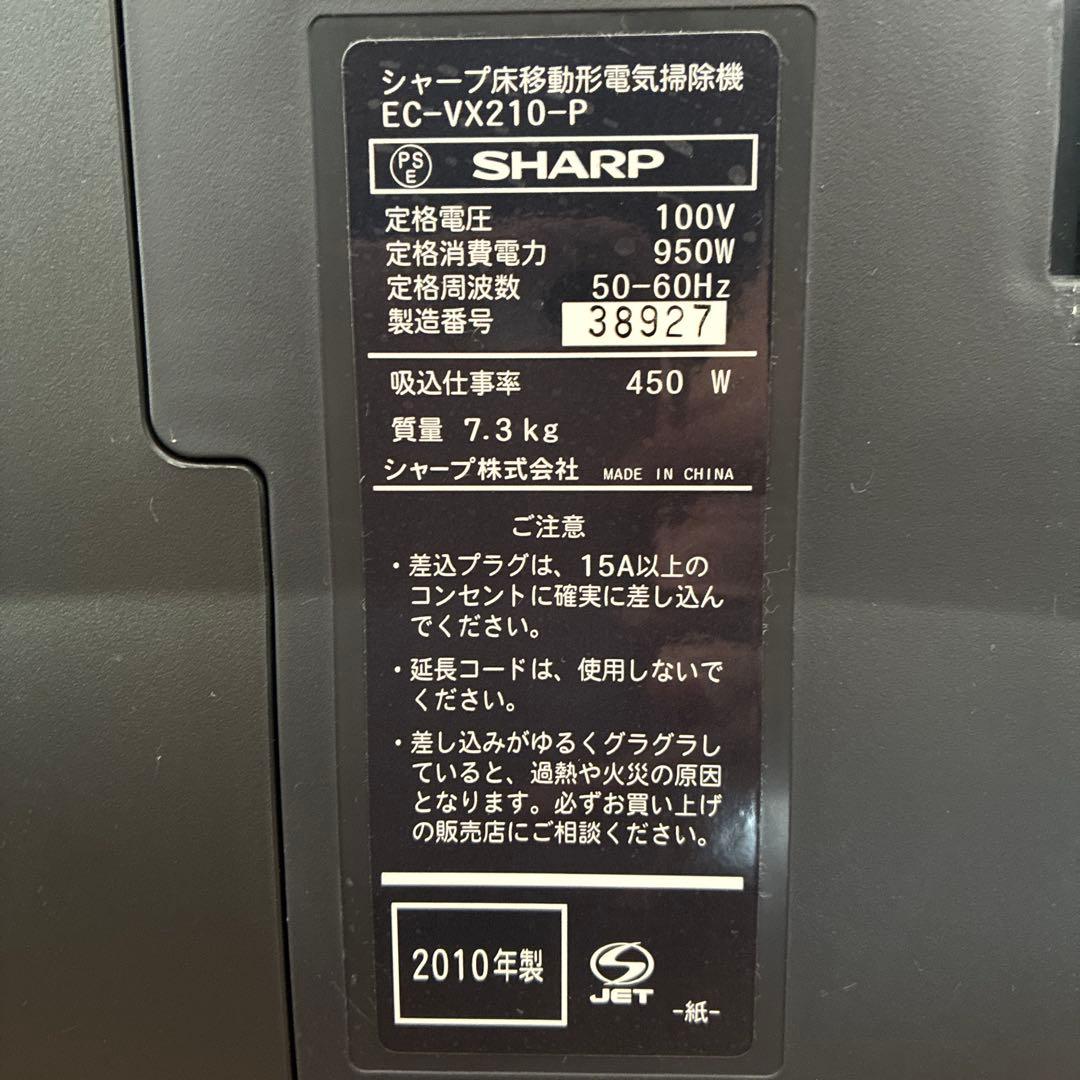 シャープ床移動形電気掃除機
EC-VX210-P
PS
E
SHARP
定格電圧 100V
定格消費電力 950W
定格周波数 50-60Hz
製造番号 38927
吸込仕事率 450 W
質量 7.3kg
シャープ株式会社 MADE IN CHINA
ご注意
・差込プラグは、15A以上の
コンセントに確実に差し込ん
でください。
・延長コードは、使用しないで
ください。
・差し込みがゆるくグラグラし
ていると、過熱や火災の原因
となります。必ずお買い上げ
の販売店にご相談ください。
2010年製
JET
-紙-